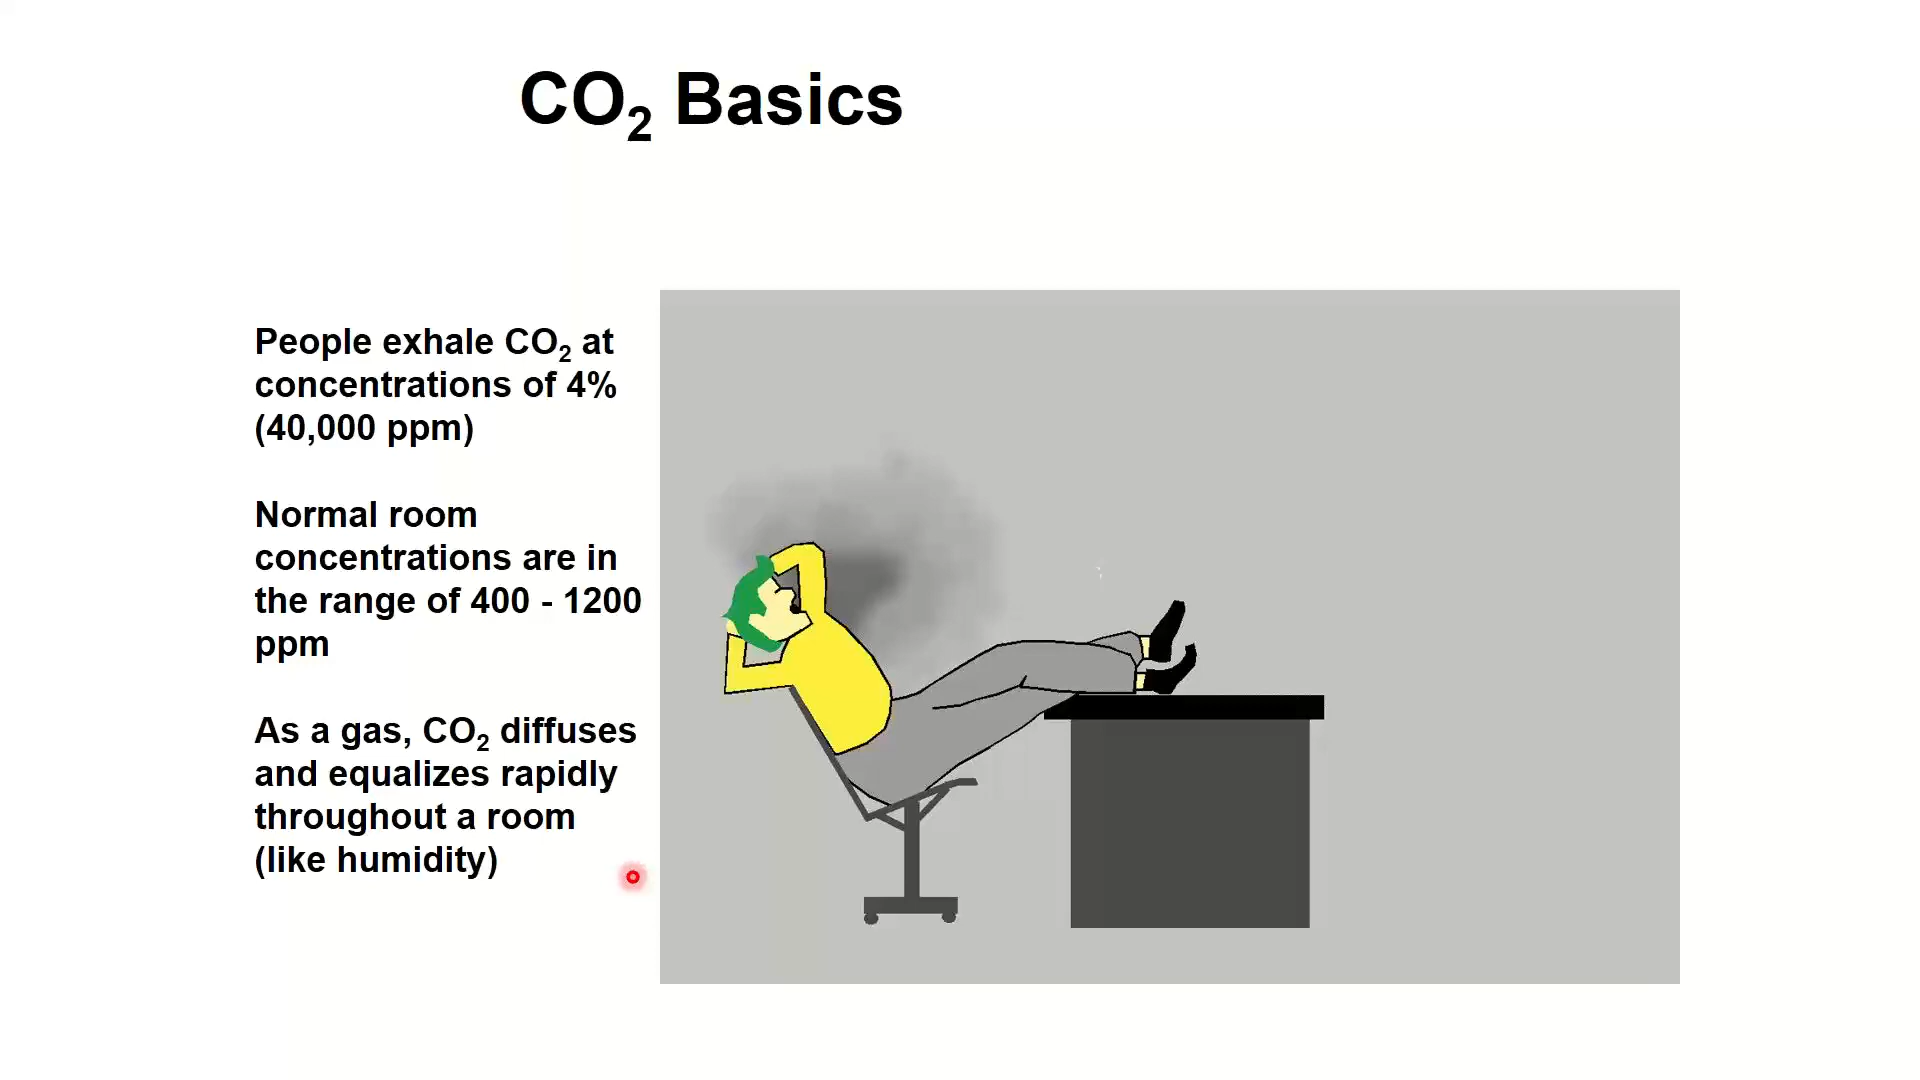 CO₂ Basics
People exhale CO₂ at
concentrations of 4%
(40,000 ppm)
Normal room
concentrations are in
the range of 400 - 1200
ppm
As a gas, CO₂ diffuses
and equalizes rapidly
throughout a room
(like humidity)